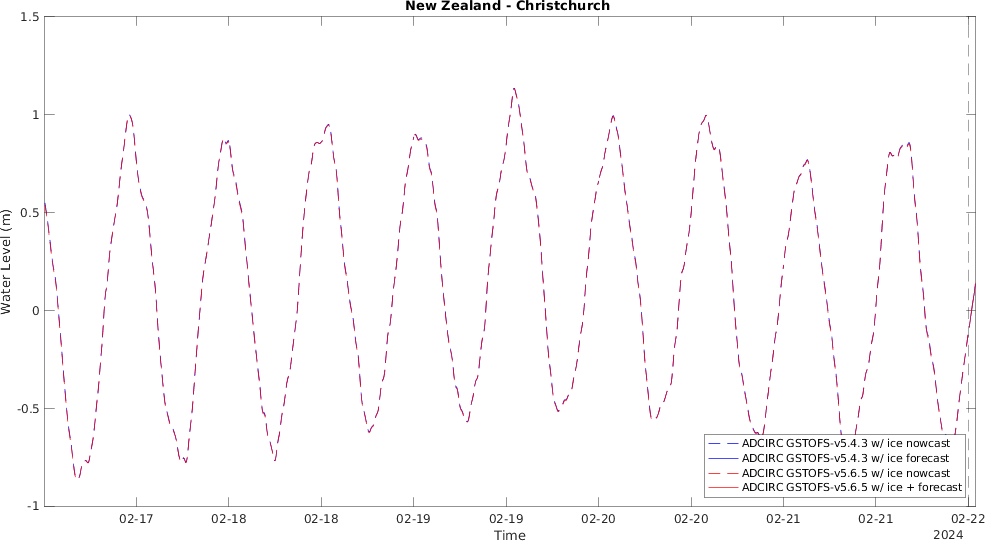 New Zealand - Christchurch
1.5
1
0.5
0
-0.5
-1
Water Level (m)
ADCIRC GSTOFS-v5.4.3 w/ ice nowcast
ADCIRC GSTOFS-v5.4.3 w/ ice forecast
ADCIRC GSTOFS-v5.6.5 w/ ice nowcast
ADCIRC GSTOFS-v5.6.5 w/ ice + forecast
02-17 02-18 02-18 02-19 02-19 02-20 02-20 02-21 02-21 02-22
2024
Time